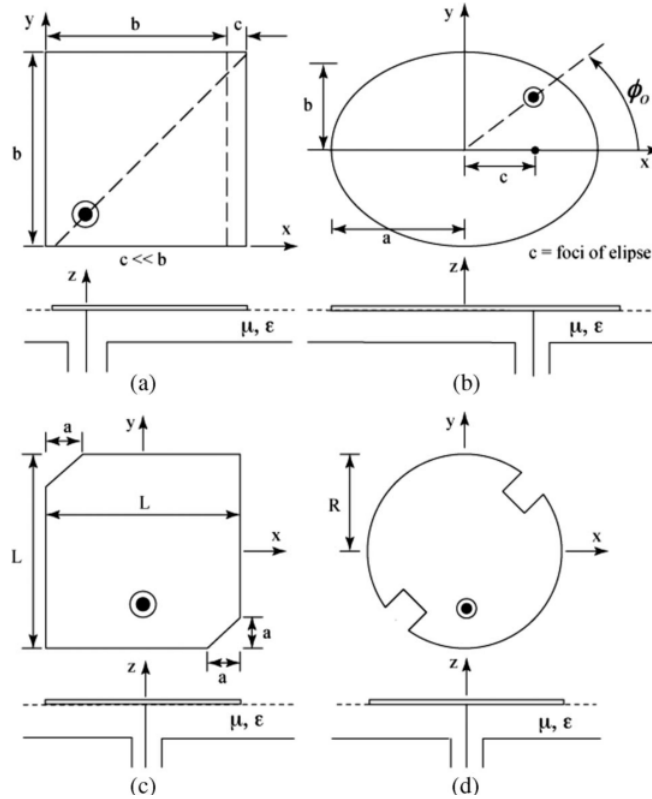 y b c
b
x
c << b
z
μ, ε
(a)
y
b
ϕo
x
c
a
z c = foci of elipse
μ, ε
(b)
a y
L
L
x
a
a
z
μ, ε
(c)
y
R
x
z
μ, ε
(d)